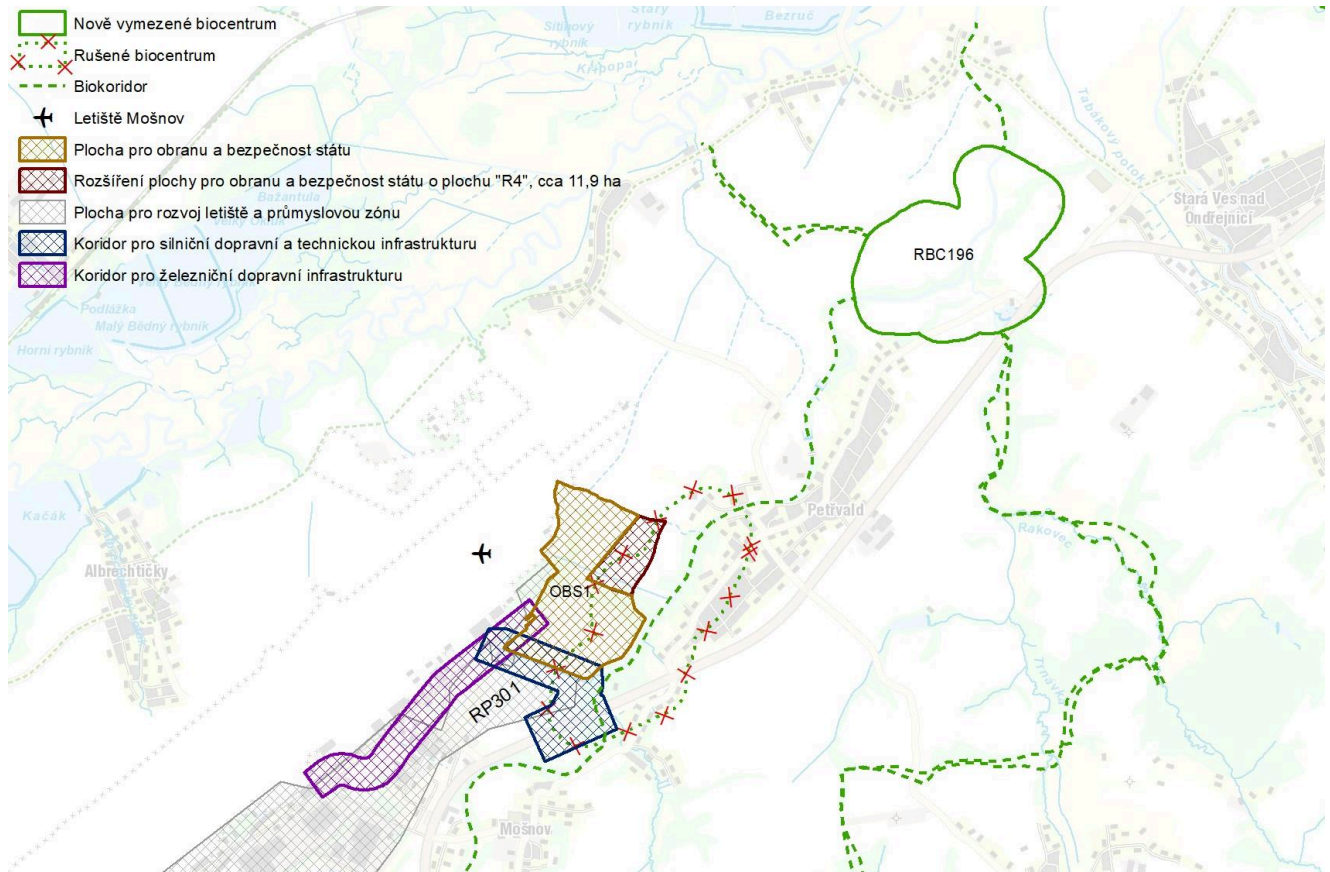 Nově vymezené biocentrum
Rušené biocentrum
Biokoridor
Letiště Mošnov
Plocha pro obranu a bezpečnost státu
Rozšíření plochy pro obranu a bezpečnost státu o plochu "R4", cca 11,9 ha
Plocha pro rozvoj letiště a průmyslovou zónu
Koridor pro silniční dopravní a technickou infrastrukturu
Koridor pro železniční dopravní infrastrukturu
Starý
rybník
Bezruč
rybník
Tabákový potok
Stará Ves nad
Ondřejnicí
RBC196
Bažantula
Podlážka
Malý Bědný rybník
Horní rybník
Kačák
Albrechtičky
Petřvald
Rakovec
OBS1
RP301
Trnávka
Mošnov